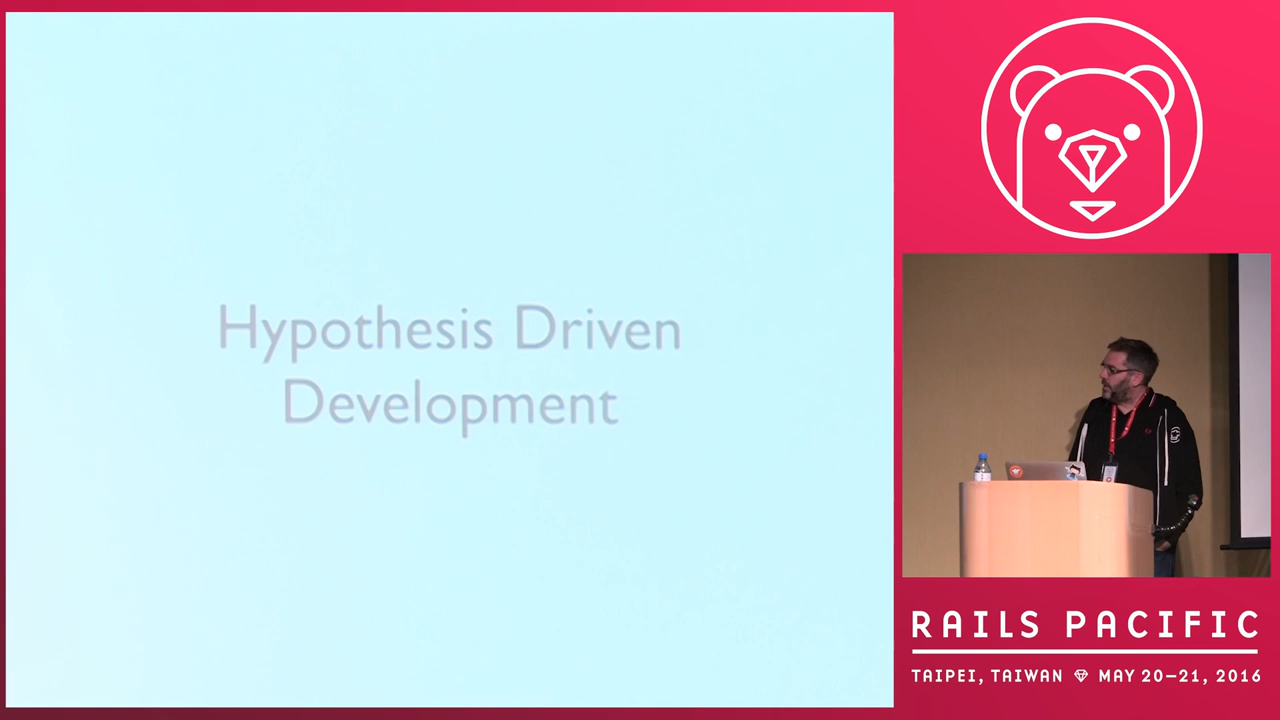 Hypothesis Driven
Development
RAILS PACIFIC
TAIPEI, TAIWAN MAY 20–21, 2016